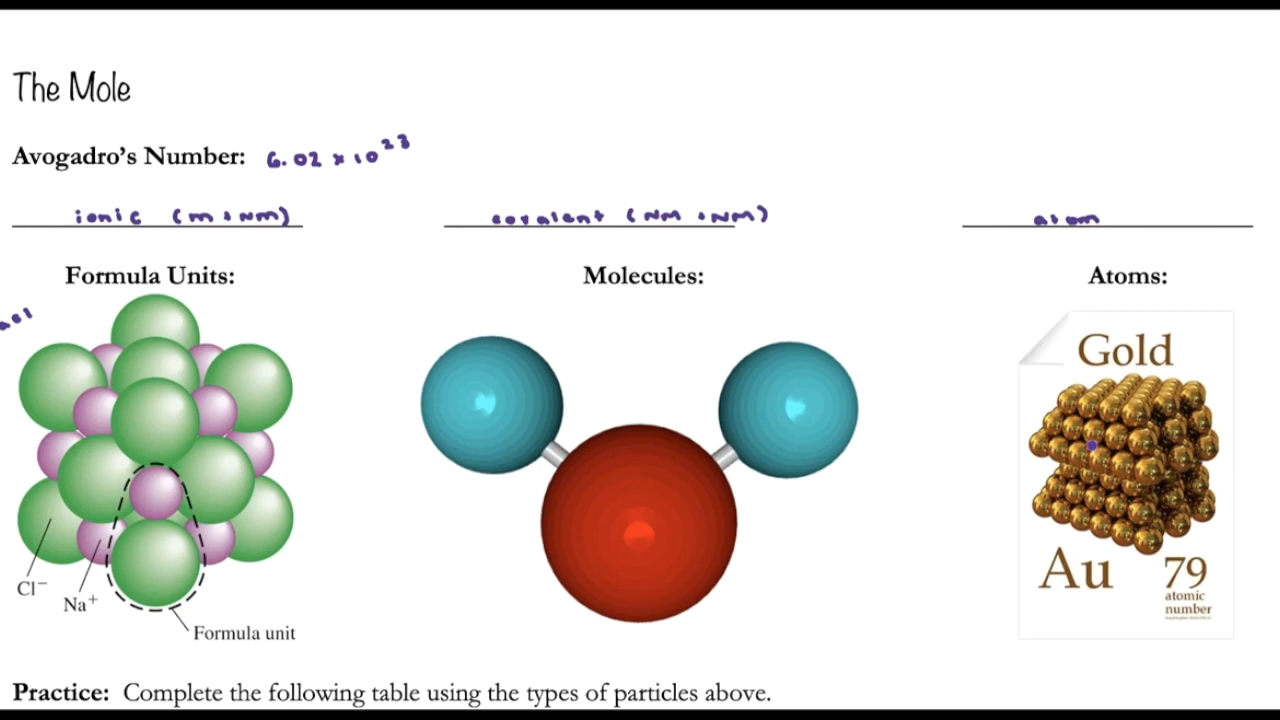 The Mole
Avogadro's Number: 6.02 x 10²³
ionic (m + nm) covalent (nm + nm) atom
Formula Units: Molecules: Atoms:
Gold
Cl⁻
Na⁺
Formula unit
Au 79
atomic
number
Practice: Complete the following table using the types of particles above.